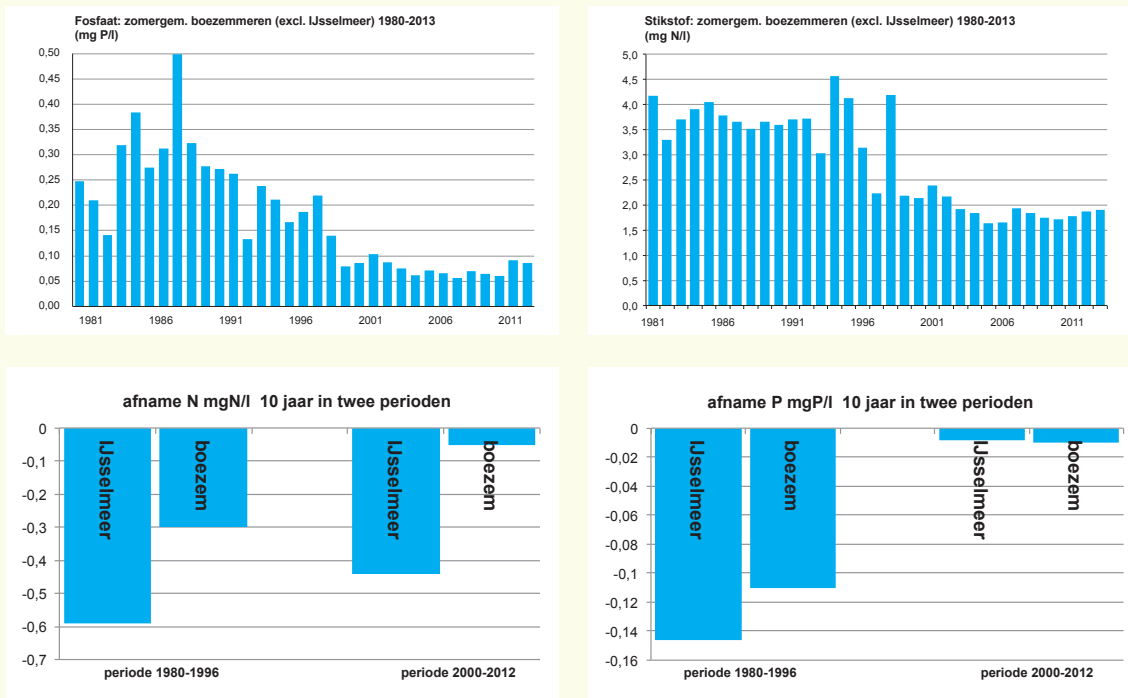 Fosfaat: zomergem. boezemmeren (excl. IJsselmeer) 1980-2013
(mg P/l)
0,50
0,45
0,40
0,35
0,30
0,25
0,20
0,15
0,10
0,05
0,00
1981 1986 1991 1996 2001 2006 2011
Stikstof: zomergem. boezemmeren (excl. IJsselmeer) 1980-2013
(mg N/l)
5,0
4,5
4,0
3,5
3,0
2,5
2,0
1,5
1,0
0,5
0,0
1981 1986 1991 1996 2001 2006 2011
afname N mgN/l 10 jaar in twee perioden
0
-0,1
-0,2
-0,3
-0,4
-0,5
-0,6
-0,7
IJsselmeer
boezem
IJsselmeer
boezem
periode 1980-1996 periode 2000-2012
afname P mgP/l 10 jaar in twee perioden
0
-0,02
-0,04
-0,06
-0,08
-0,1
-0,12
-0,14
-0,16
IJsselmeer
boezem
IJsselmeer
boezem
periode 1980-1996 periode 2000-2012